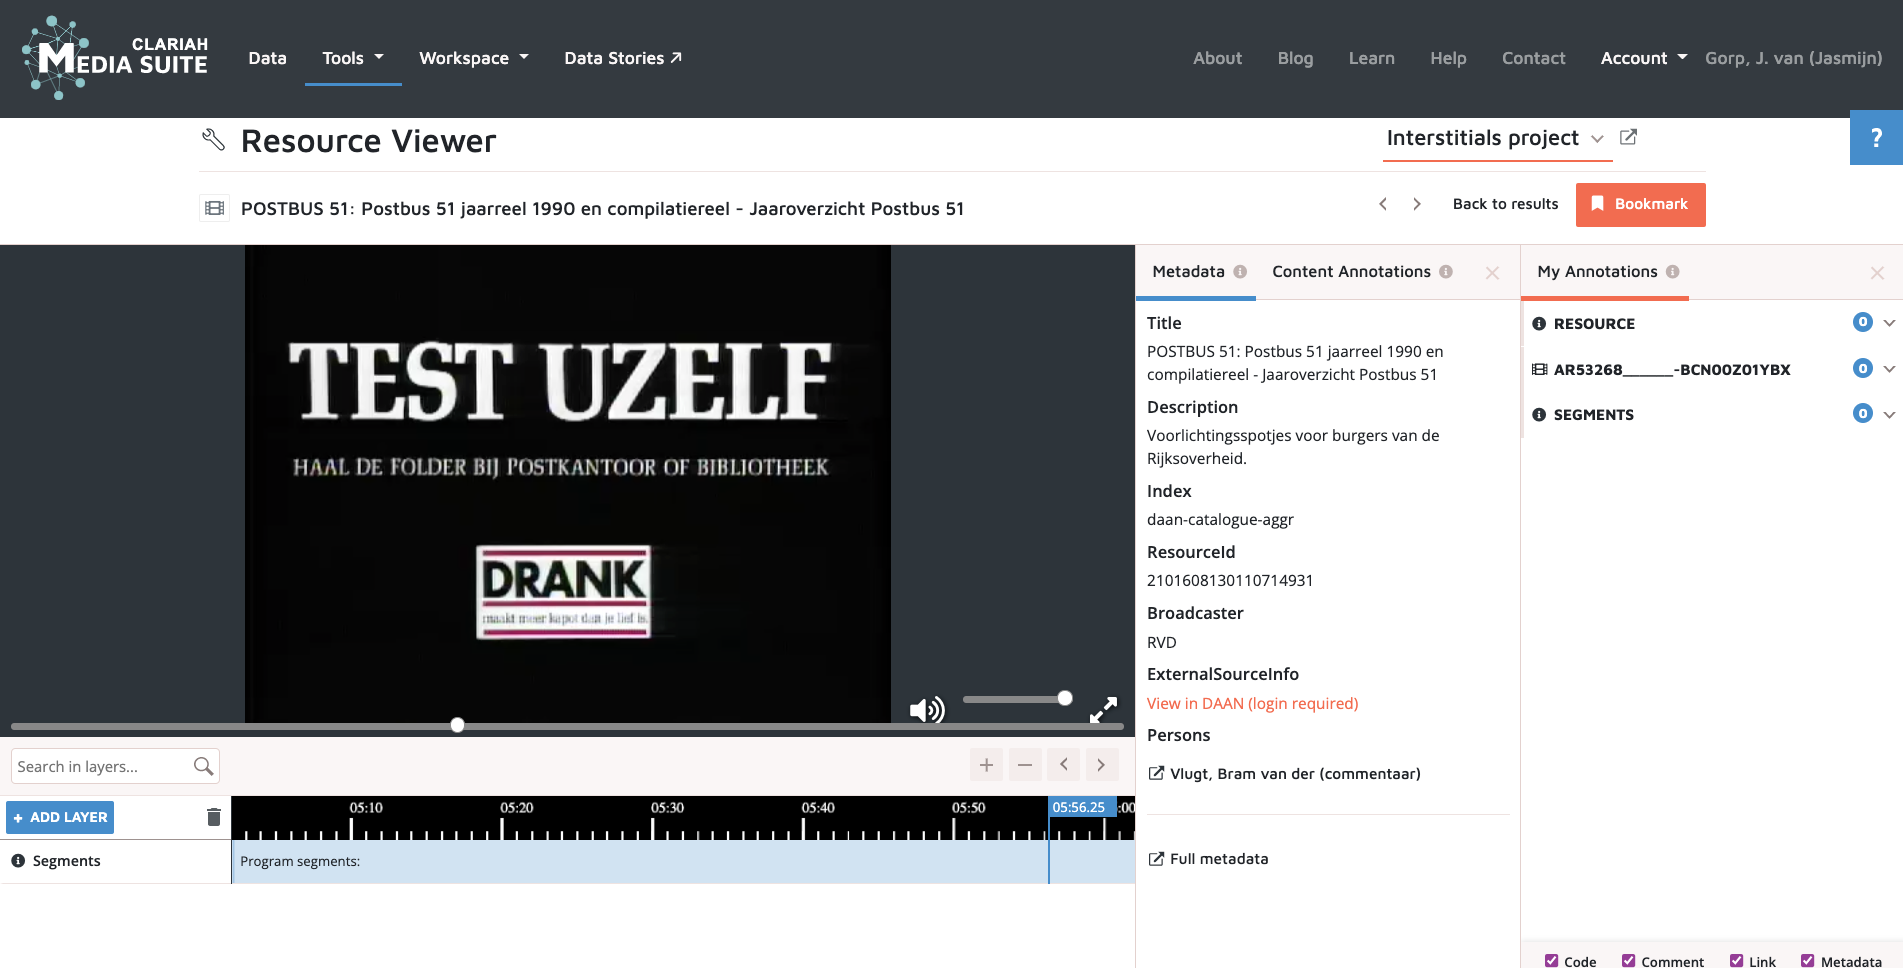 CLARIAH
MEDIA SUITE
Data
Tools
Workspace
Data Stories
About
Blog
Learn
Help
Contact
Account
Gorp, J. van (Jasmijn)
Resource Viewer
Interstitials project
?
POSTBUS 51: Postbus 51 jaarreel 1990 en compilatiereel - Jaaroverzicht Postbus 51
Back to results
Bookmark
TEST UZELF
HAAL DE FOLDER BIJ POSTKANTOOR OF BIBLIOTHEEK
DRANK
maakt meer kapot dan je lief is.
Search in layers...
+ ADD LAYER
05:10
05:20
05:30
05:40
05:50
05:56.25
:00
Segments
Program segments:
Metadata
Content Annotations
Title
POSTBUS 51: Postbus 51 jaarreel 1990 en
compilatiereel - Jaaroverzicht Postbus 51
Description
Voorlichtingsspotjes voor burgers van de
Rijksoverheid.
Index
daan-catalogue-aggr
ResourceId
2101608130110714931
Broadcaster
RVD
ExternalSourceInfo
View in DAAN (login required)
Persons
Vlugt, Bram van der (commentaar)
Full metadata
My Annotations
RESOURCE
0
AR53268_______-BCN00Z01YBX
0
SEGMENTS
0
Code
Comment
Link
Metadata